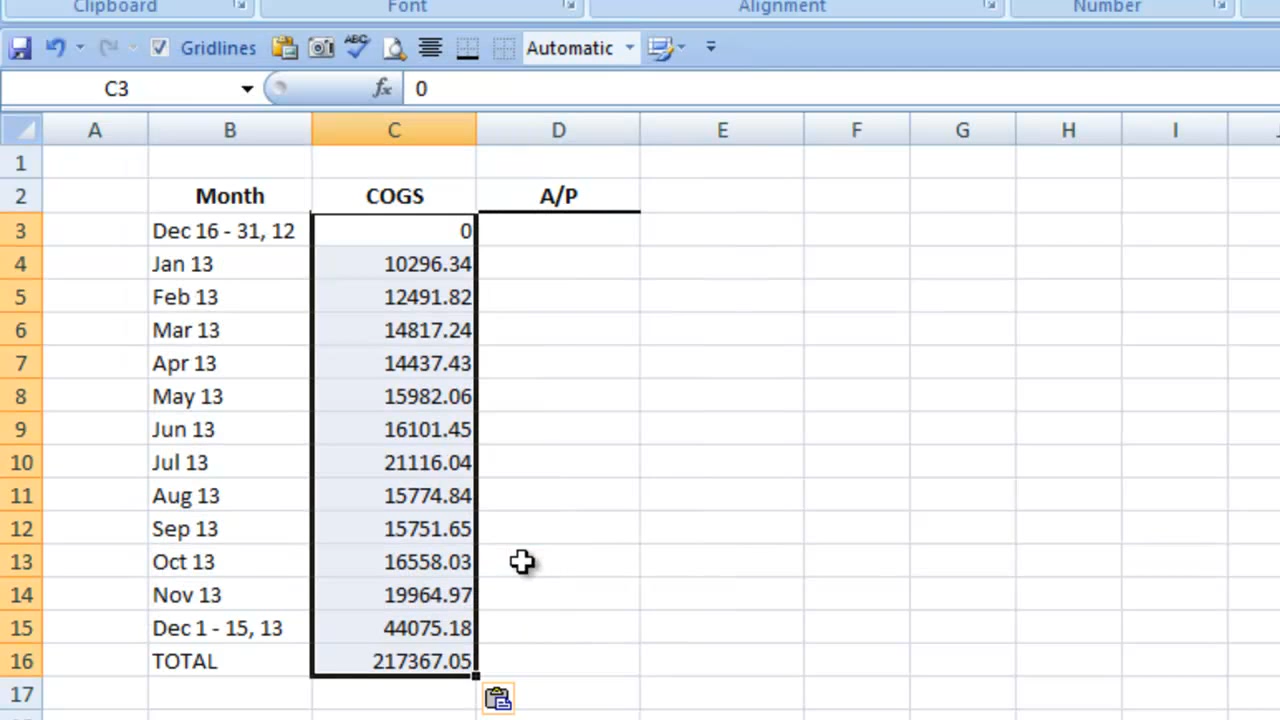 Clipboard Font Alignment Number
Gridlines ABC Automatic
C3 fx 0
A B C D E F G H I
1
2 Month COGS A/P
3 Dec 16 - 31, 12 0
4 Jan 13 10296.34
5 Feb 13 12491.82
6 Mar 13 14817.24
7 Apr 13 14437.43
8 May 13 15982.06
9 Jun 13 16101.45
10 Jul 13 21116.04
11 Aug 13 15774.84
12 Sep 13 15751.65
13 Oct 13 16558.03
14 Nov 13 19964.97
15 Dec 1 - 15, 13 44075.18
16 TOTAL 217367.05
17